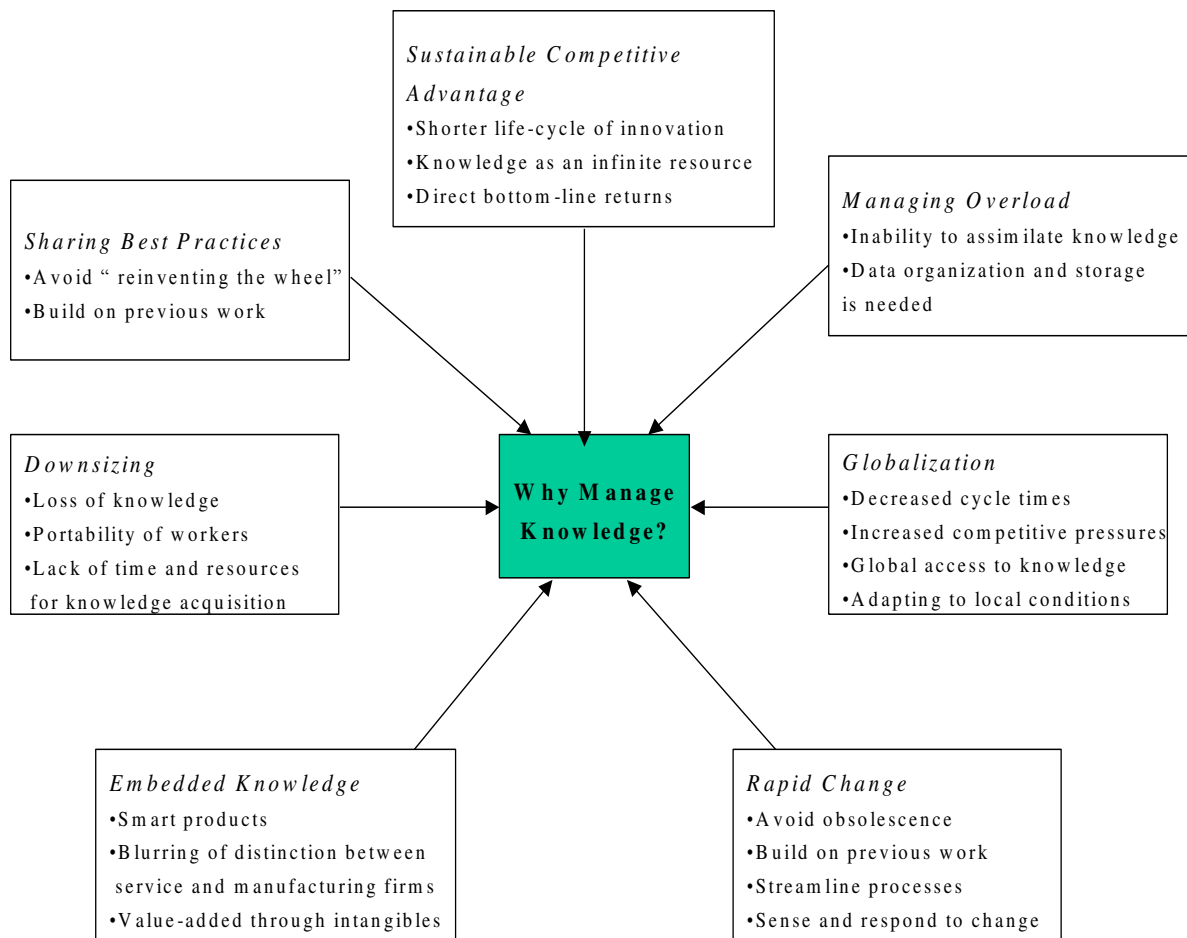 Sustainable Competitive
Advantage
•Shorter life-cycle of innovation
•Knowledge as an infinite resource
•Direct bottom-line returns
Sharing Best Practices
•Avoid “ reinventing the wheel”
•Build on previous work
Managing Overload
•Inability to assimilate knowledge
•Data organization and storage
is needed
Downsizing
•Loss of knowledge
•Portability of workers
•Lack of time and resources
for knowledge acquisition
Why Manage
Knowledge?
Globalization
•Decreased cycle times
•Increased competitive pressures
•Global access to knowledge
•Adapting to local conditions
Embedded Knowledge
•Smart products
•Blurring of distinction between
service and manufacturing firms
•Value-added through intangibles
Rapid Change
•Avoid obsolescence
•Build on previous work
•Streamline processes
•Sense and respond to change